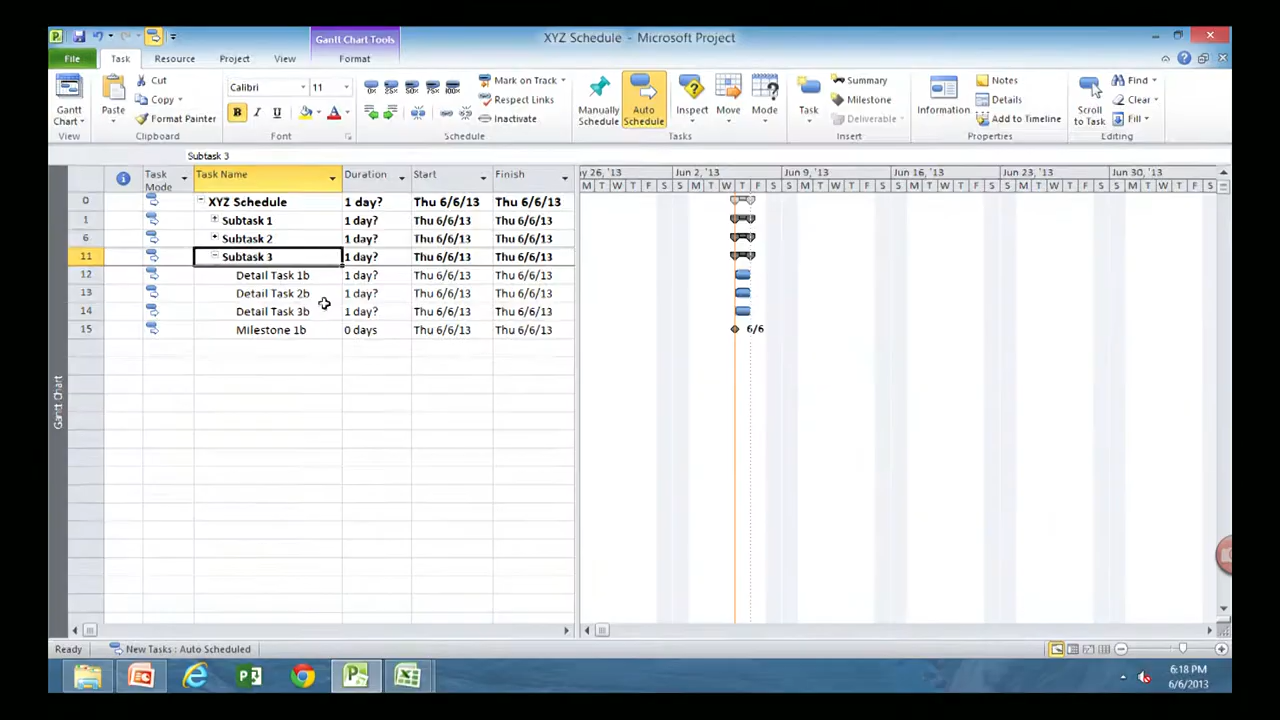 XYZ Schedule - Microsoft Project
Gantt Chart Tools
File Task Resource Project View Format
Gantt Chart
View
Paste
Cut
Copy
Format Painter
Clipboard
Calibri 11
B I U A
Font
0% 25% 50% 75% 100%
Mark on Track
Respect Links
Inactivate
Schedule
Manually Schedule
Auto Schedule
Inspect
Move
Mode
Tasks
Task
Summary
Milestone
Deliverable
Insert
Information
Notes
Details
Add to Timeline
Properties
Scroll to Task
Find
Clear
Fill
Editing
Subtask 3
Task Mode Task Name Duration Start Finish
0 XYZ Schedule 1 day? Thu 6/6/13 Thu 6/6/13
1 Subtask 1 1 day? Thu 6/6/13 Thu 6/6/13
6 Subtask 2 1 day? Thu 6/6/13 Thu 6/6/13
11 Subtask 3 1 day? Thu 6/6/13 Thu 6/6/13
12 Detail Task 1b 1 day? Thu 6/6/13 Thu 6/6/13
13 Detail Task 2b 1 day? Thu 6/6/13 Thu 6/6/13
14 Detail Task 3b 1 day? Thu 6/6/13 Thu 6/6/13
15 Milestone 1b 0 days Thu 6/6/13 Thu 6/6/13
y 26, '13 Jun 2, '13 Jun 9, '13 Jun 16, '13 Jun 23, '13 Jun 30, '13
M T W T F S S M T W T F S S M T W T F S S M T W T F S S M T W T F S S M T W T F S
6/6
Gantt Chart
Ready New Tasks : Auto Scheduled
6:18 PM
6/6/2013